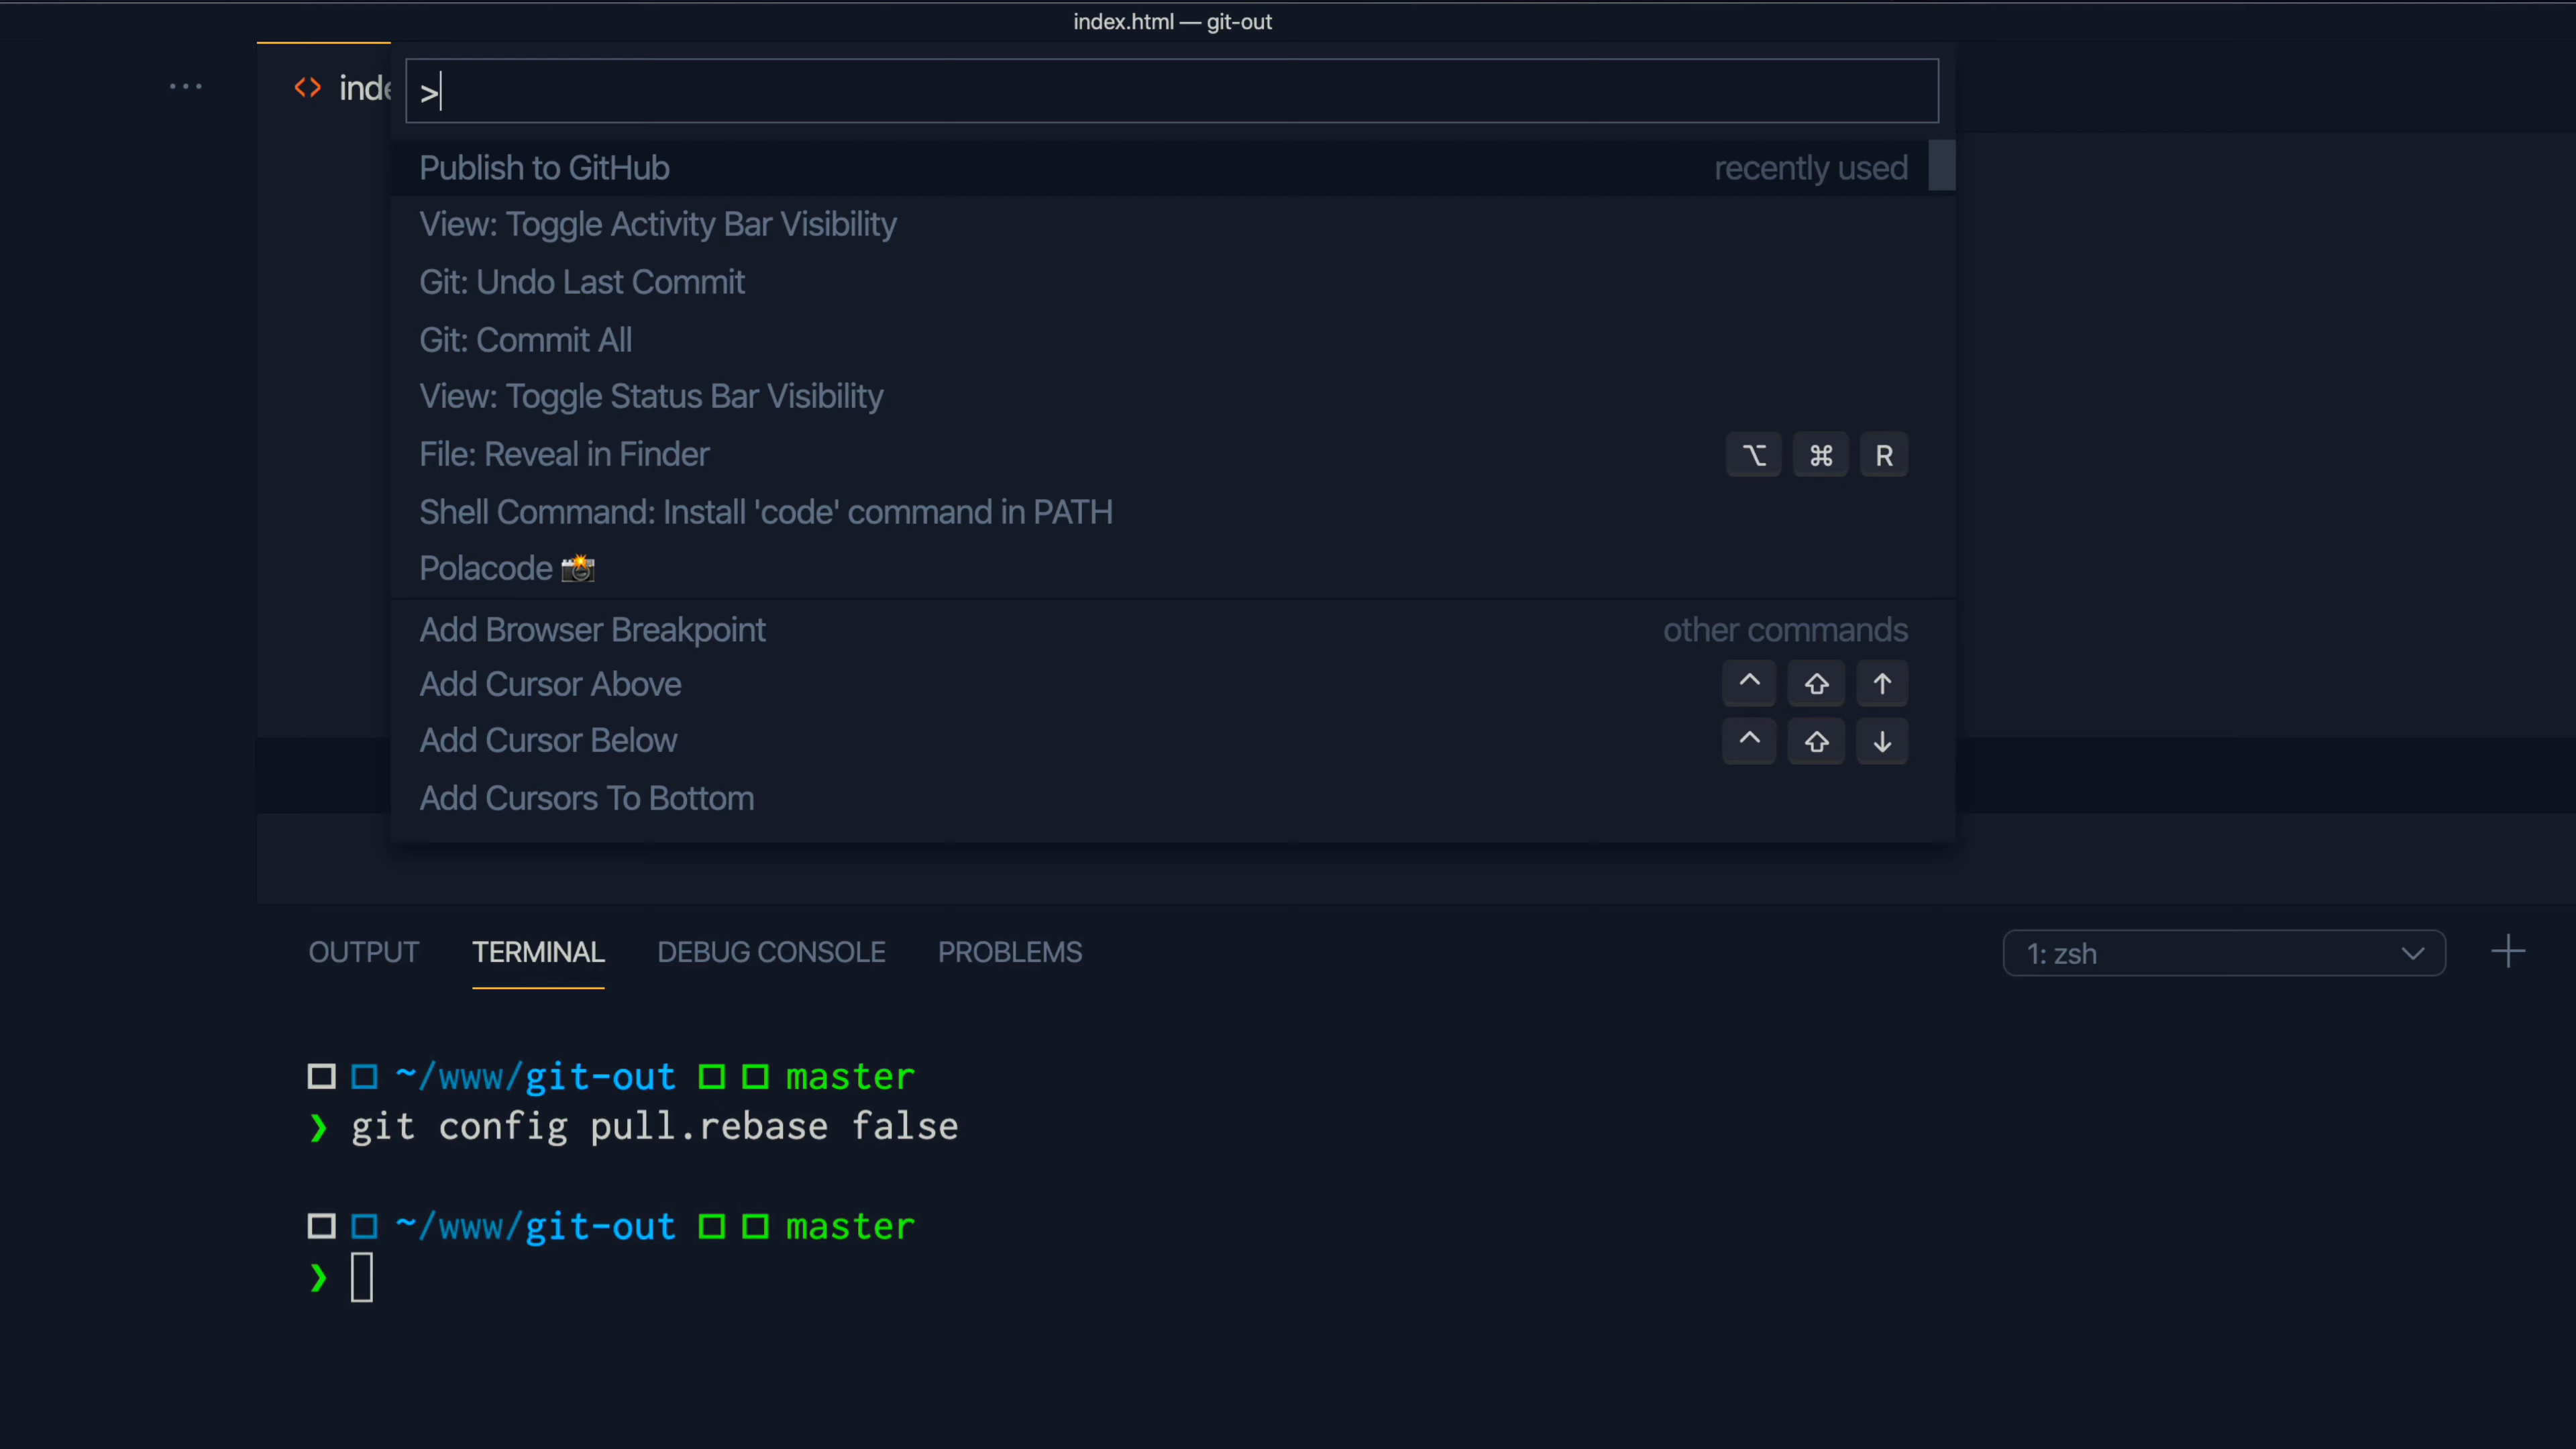 index.html — git-out
inde
>
Publish to GitHub recently used
View: Toggle Activity Bar Visibility
Git: Undo Last Commit
Git: Commit All
View: Toggle Status Bar Visibility
File: Reveal in Finder ⌥ ⌘ R
Shell Command: Install 'code' command in PATH
Polacode 📸
Add Browser Breakpoint other commands
Add Cursor Above ^ ⇧ ↑
Add Cursor Below ^ ⇧ ↓
Add Cursors To Bottom
OUTPUT TERMINAL DEBUG CONSOLE PROBLEMS 1: zsh
~/www/git-out master
❯ git config pull.rebase false
~/www/git-out master
❯